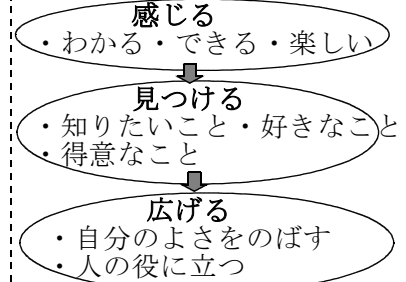 感じる
・わかる・できる・楽しい
見つける
・知りたいこと・好きなこと
・得意なこと
広げる
・自分のよさをのばす
・人の役に立つ